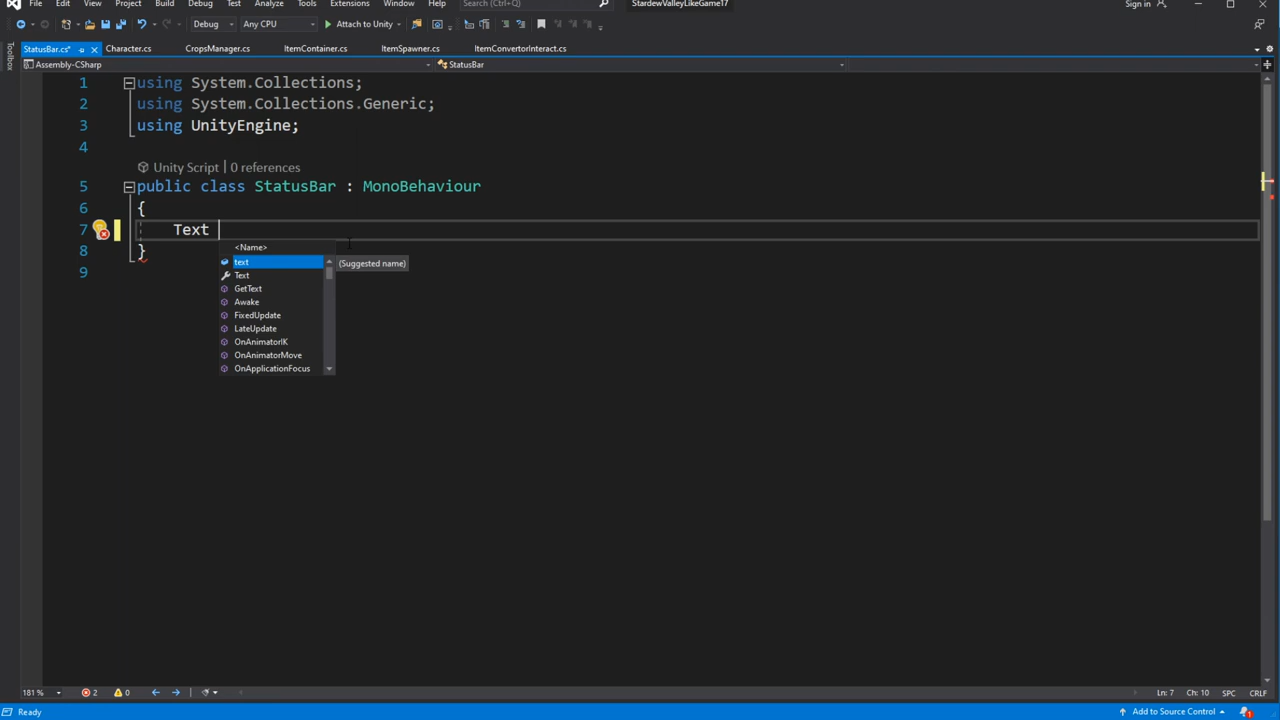 File Edit View Project Build Debug Test Analyze Tools Extensions Window Help Search (Ctrl+Q) StardewValleyLikeGame17 Sign in
Debug Any CPU Attach to Unity
StatusBar.cs* Character.cs CropsManager.cs ItemContainer.cs ItemSpawner.cs ItemConvertorInteract.cs
Toolbox
Assembly-CSharp StatusBar
1 using System.Collections;
2 using System.Collections.Generic;
3 using UnityEngine;
4
Unity Script | 0 references
5 public class StatusBar : MonoBehaviour
6 {
7 Text
<Name>
8 }
text (Suggested name)
9
Text
GetText
Awake
FixedUpdate
LateUpdate
OnAnimatorIK
OnAnimatorMove
OnApplicationFocus
181 % 2 0 Ln: 7 Ch: 10 SPC CRLF
Ready Add to Source Control 1